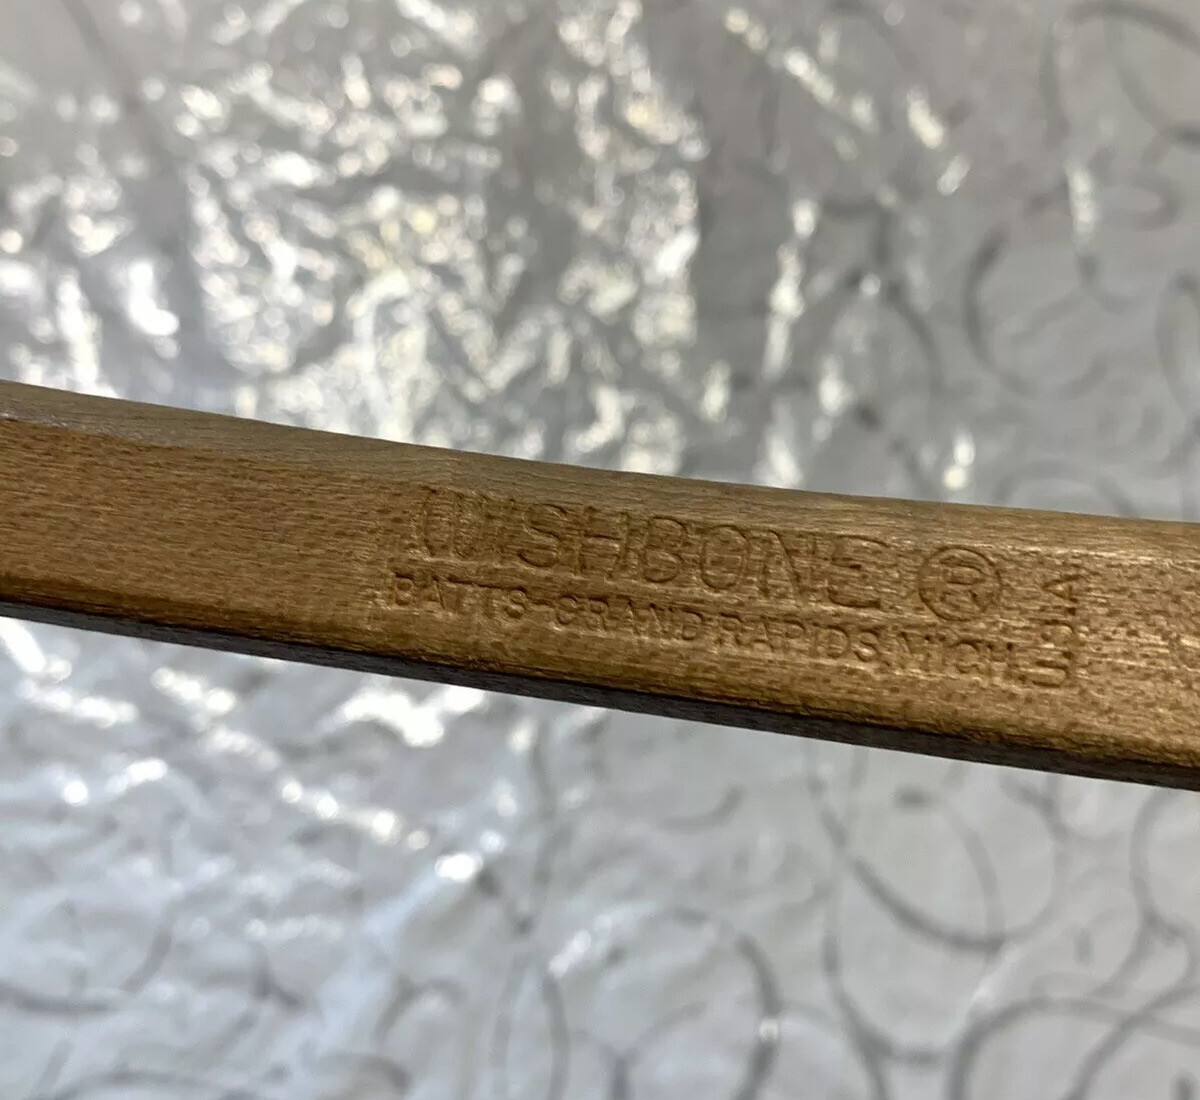 WISHBONE ®
BATTS-GRAND RAPIDS, MICH.
USA